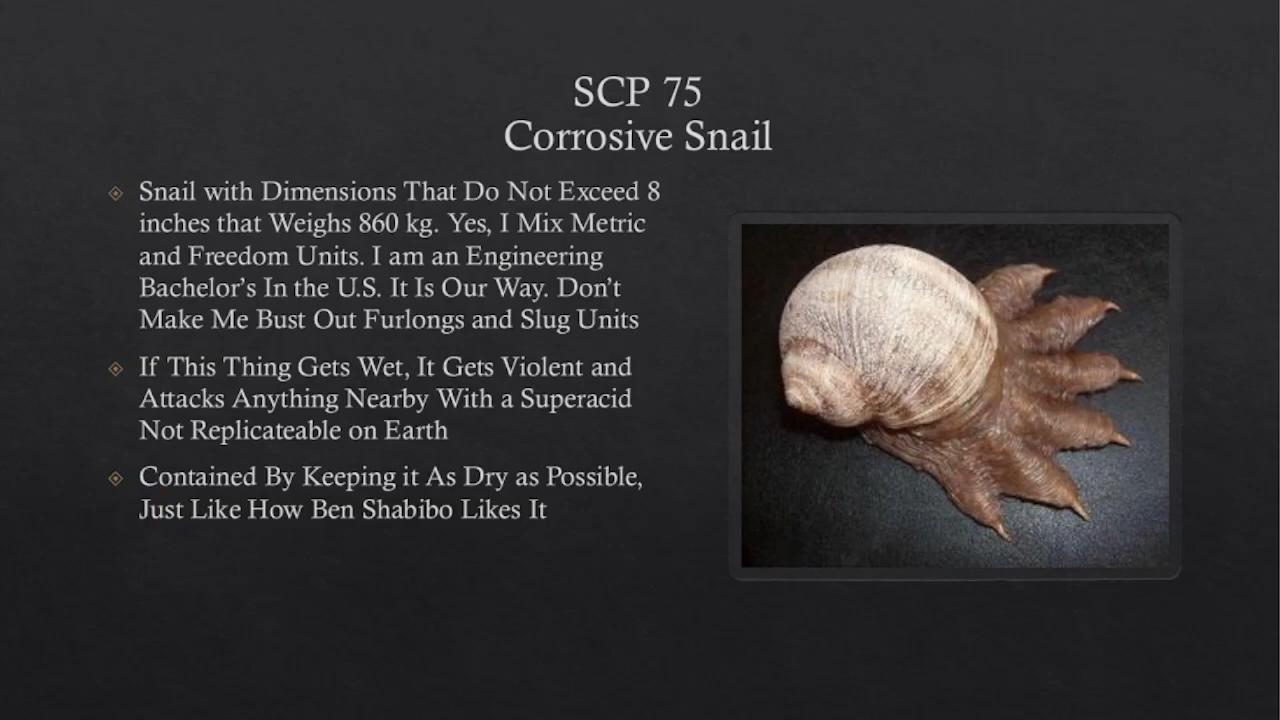 SCP 75
Corrosive Snail
Snail with Dimensions That Do Not Exceed 8
inches that Weighs 860 kg. Yes, I Mix Metric
and Freedom Units. I am an Engineering
Bachelor’s In the U.S. It Is Our Way. Don’t
Make Me Bust Out Furlongs and Slug Units
If This Thing Gets Wet, It Gets Violent and
Attacks Anything Nearby With a Superacid
Not Replicateable on Earth
Contained By Keeping it As Dry as Possible,
Just Like How Ben Shabibo Likes It